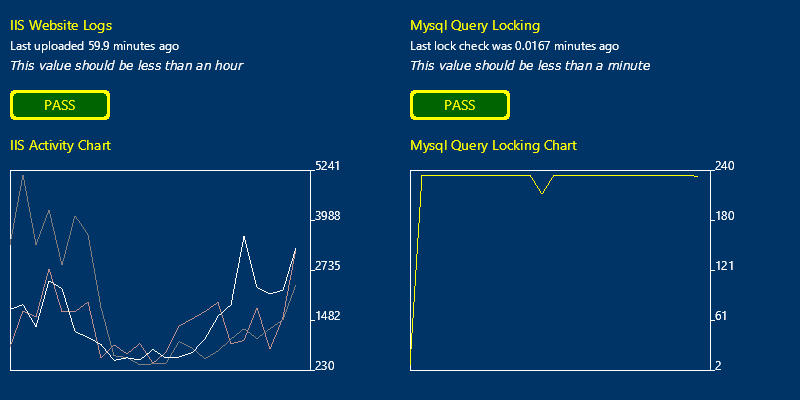 IIS Website Logs
Last uploaded 59.9 minutes ago
This value should be less than an hour
PASS
IIS Activity Chart
5241
3988
2735
1482
230
Mysql Query Locking
Last lock check was 0.0167 minutes ago
This value should be less than a minute
PASS
Mysql Query Locking Chart
240
180
121
61
2